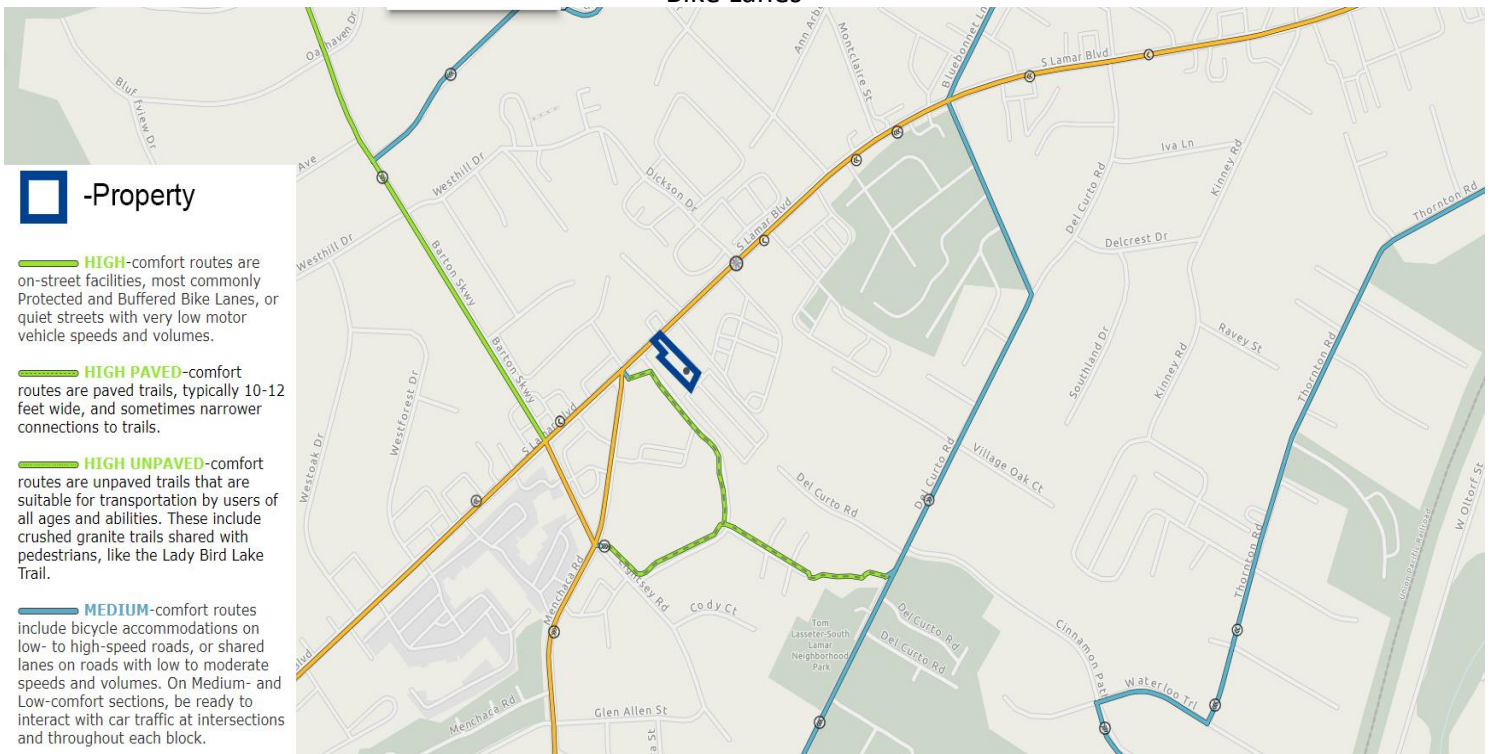 Bike Lanes
-Property
HIGH-comfort routes are
on-street facilities, most commonly
Protected and Buffered Bike Lanes, or
quiet streets with very low motor
vehicle speeds and volumes.
HIGH PAVED-comfort
routes are paved trails, typically 10-12
feet wide, and sometimes narrower
connections to trails.
HIGH UNPAVED-comfort
routes are unpaved trails that are
suitable for transportation by users of
all ages and abilities. These include
crushed granite trails shared with
pedestrians, like the Lady Bird Lake
Trail.
MEDIUM-comfort routes
include bicycle accommodations on
low- to high-speed roads, or shared
lanes on roads with low to moderate
speeds and volumes. On Medium- and
Low-comfort sections, be ready to
interact with car traffic at intersections
and throughout each block.
Oakhaven Dr
Bluffview Dr
Ave
Westhill Dr
Westhill Dr
Barton Skwy
Barton Skwy
Westforest Dr
Westoak Dr
Dickson Dr
Ann Arb
Montclaire St
Bluebonnet Ln
S Lamar Blvd
S Lamar Blvd
S Lamar Blvd
Blvd
Iva Ln
Kinney Rd
Del Curto Rd
Delcrest Dr
Thornton Rd
Southland Dr
Kinney Rd
Ravey St
Thornton Rd
Village Oak Ct
Del Curto Rd
Del Curto Rd
W Oltorf St
Union Pacific Railroad
Thornton Rd
Menchaca Rd
Lightsey Rd
Cody Ct
Tom
Lasseter-South
Lamar
Neighborhood
Park
Del Curto Rd
Del Curto Rd
Cinnamon Path
Waterloo Trl
Menchaca Rd
Glen Allen St
e St